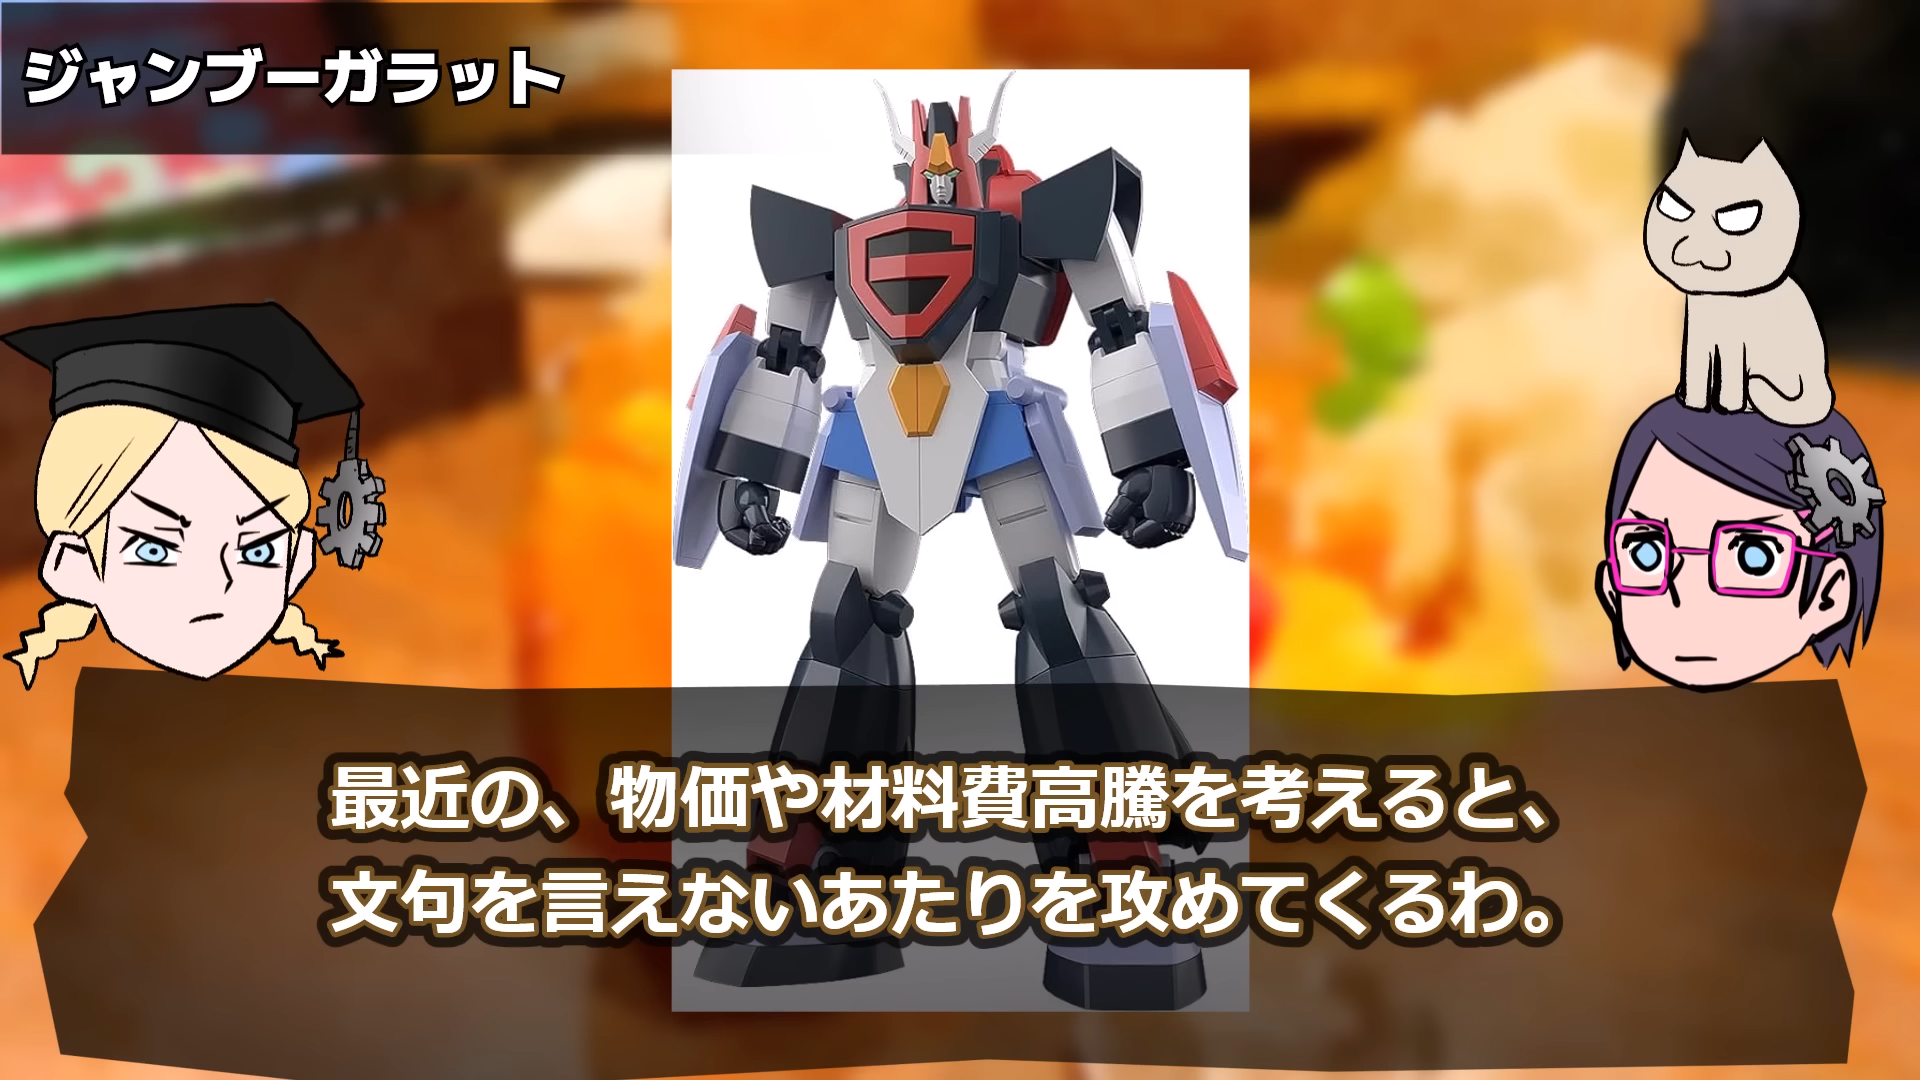 ジャンブーガラット
最近の、物価や材料費高騰を考えると、
文句を言えないあたりを攻めてくるわ。